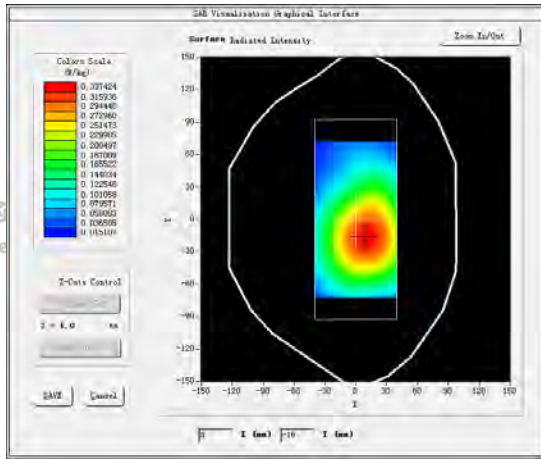 SAR Visualisation Graphical Interface
Surface Radiated Intensity
Zoom In/Out
Colors Scale
(W/kg)
0.337424
0.315936
0.294448
0.272960
0.251473
0.229985
0.208497
0.187009
0.165522
0.144034
0.122546
0.101058
0.079571
0.058083
0.036595
0.015107
150
120
90
60
30
0
-30
-60
-90
-120
-150
-150 -120 -90 -60 -30 0 30 60 90 120 150
Z-Cuts Control
SAVE
Cancel
(mm)
-16
(mm)